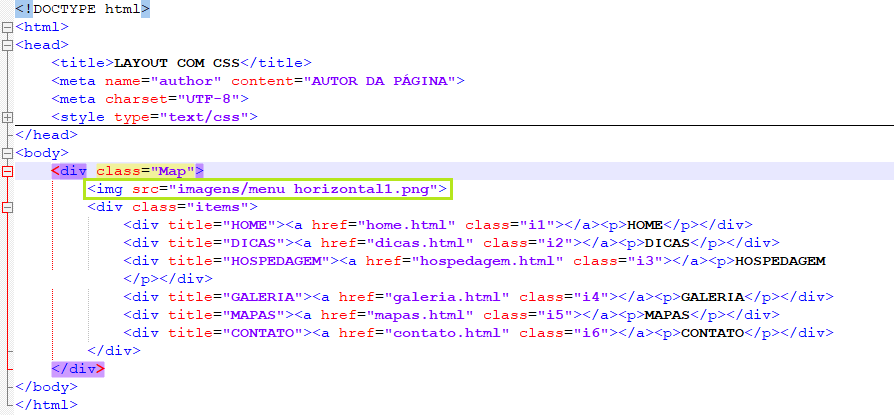 <!DOCTYPE html>
<html>
<head>
<title>LAYOUT COM CSS</title>
<meta name="author" content="AUTOR DA PÁGINA">
<meta charset="UTF-8">
<style type="text/css">
</head>
<body>
<div class="Map">
<img src="imagens/menu horizontal1.png">
<div class="items">
<div title="HOME"><a href="home.html" class="i1"></a><p>HOME</p></div>
<div title="DICAS"><a href="dicas.html" class="i2"></a><p>DICAS</p></div>
<div title="HOSPEDAGEM"><a href="hospedagem.html" class="i3"></a><p>HOSPEDAGEM
</p></div>
<div title="GALERIA"><a href="galeria.html" class="i4"></a><p>GALERIA</p></div>
<div title="MAPAS"><a href="mapas.html" class="i5"></a><p>MAPAS</p></div>
<div title="CONTATO"><a href="contato.html" class="i6"></a><p>CONTATO</p></div>
</div>
</div>
</body>
</html>